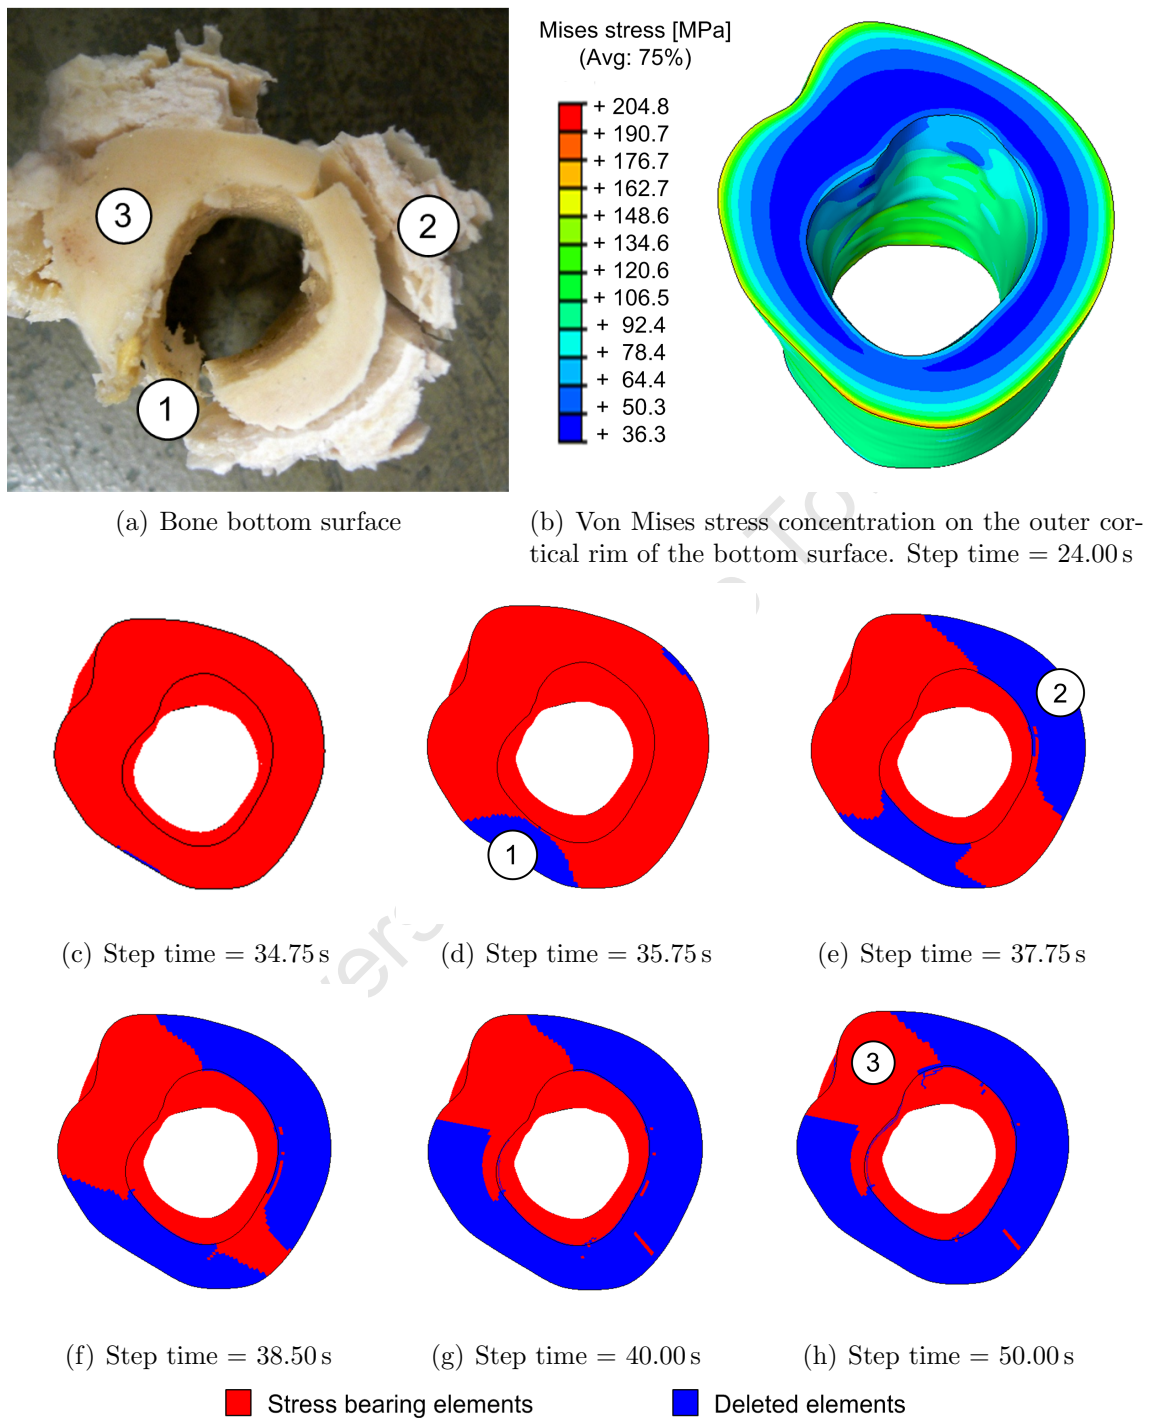 Mises stress [MPa]
(Avg: 75%)
+ 204.8
+ 190.7
+ 176.7
+ 162.7
+ 148.6
+ 134.6
+ 120.6
+ 106.5
+ 92.4
+ 78.4
+ 64.4
+ 50.3
+ 36.3
3
2
1
(a) Bone bottom surface
(b) Von Mises stress concentration on the outer cor-
tical rim of the bottom surface. Step time = 24.00 s
1
2
(c) Step time = 34.75 s
(d) Step time = 35.75 s
(e) Step time = 37.75 s
3
(f) Step time = 38.50 s
(g) Step time = 40.00 s
(h) Step time = 50.00 s
Stress bearing elements
Deleted elements